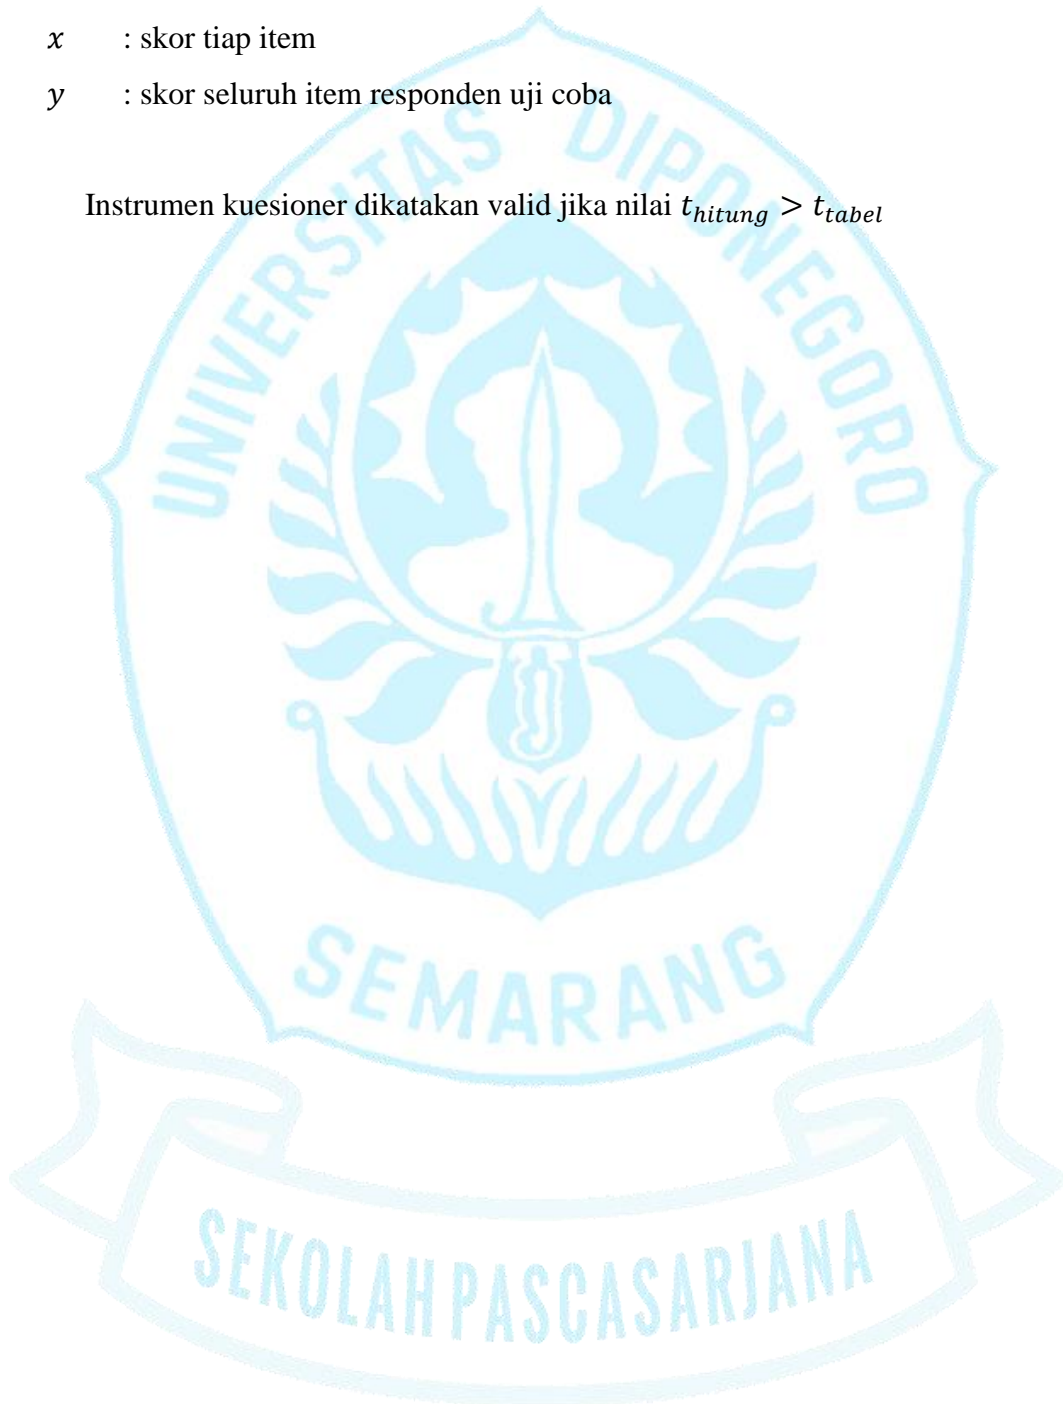 x : skor tiap item
y : skor seluruh item responden uji coba
Instrumen kuesioner dikatakan valid jika nilai t_hitung > t_tabel
UNIVERSITAS DIPONEGORO
SEMARANG
SEKOLAH PASCASARJANA